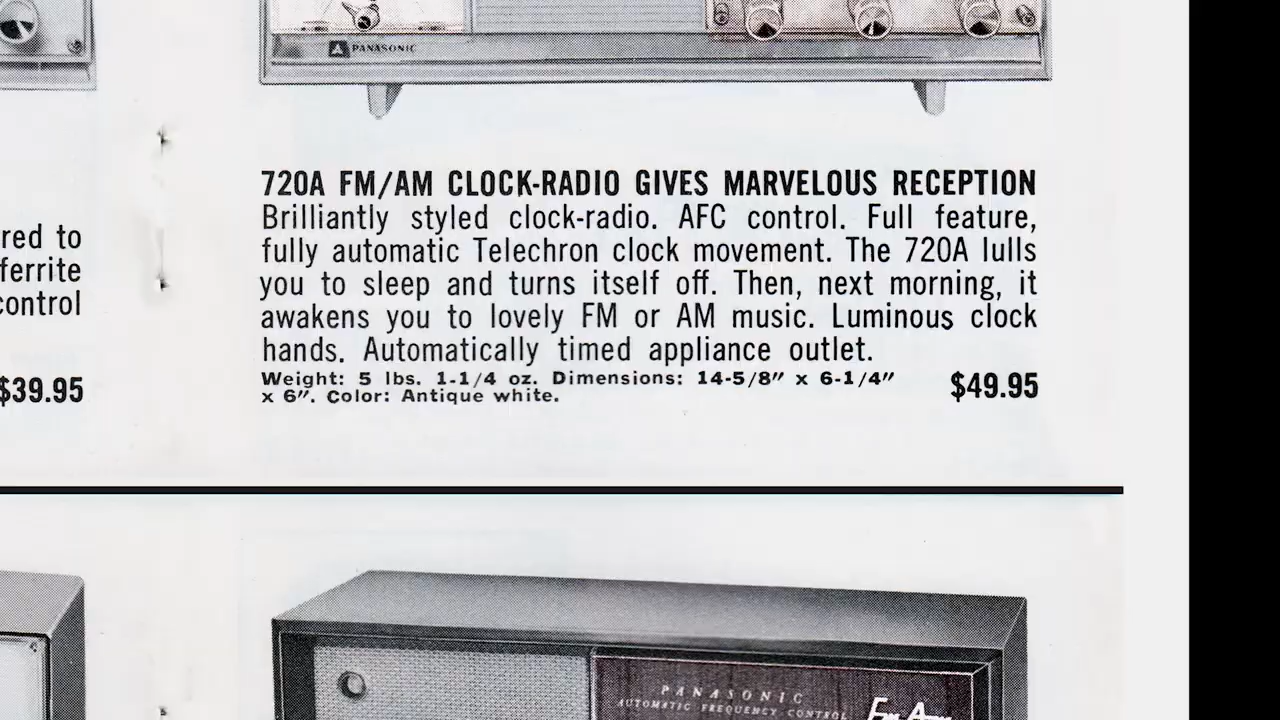 PANASONIC
720A FM/AM CLOCK-RADIO GIVES MARVELOUS RECEPTION
Brilliantly styled clock-radio. AFC control. Full feature,
fully automatic Telechron clock movement. The 720A lulls
you to sleep and turns itself off. Then, next morning, it
awakens you to lovely FM or AM music. Luminous clock
hands. Automatically timed appliance outlet.
Weight: 5 lbs. 1-1/4 oz. Dimensions: 14-5/8″ x 6-1/4″
x 6″. Color: Antique white.
$49.95
red to
ferrite
control
$39.95
PANASONIC
AUTOMATIC FREQUENCY CONTROL